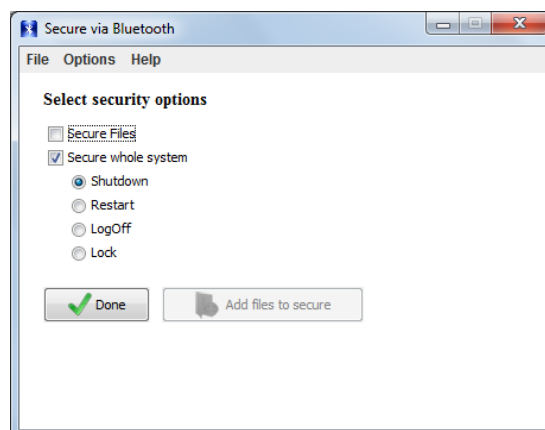 Secure via Bluetooth
File Options Help
Select security options
Secure Files
Secure whole system
Shutdown
Restart
LogOff
Lock
Done Add files to secure